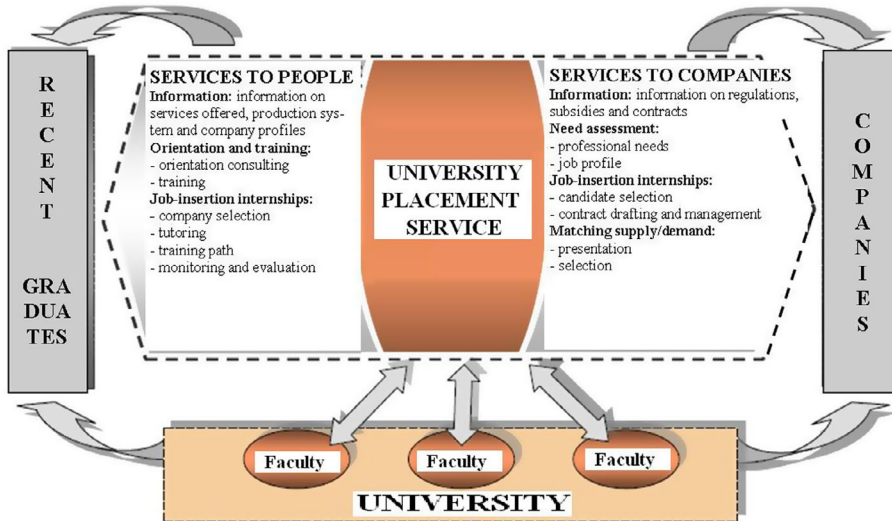 RECENT
GRA
DUA
TES
SERVICES TO PEOPLE
Information: information on
services offered, production sys-
tem and company profiles
Orientation and training:
- orientation consulting
- training
Job-insertion internships:
- company selection
- tutoring
- training path
- monitoring and evaluation
UNIVERSITY
PLACEMENT
SERVICE
SERVICES TO COMPANIES
Information: information on regulations,
subsidies and contracts
Need assessment:
- professional needs
- job profile
Job-insertion internships:
- candidate selection
- contract drafting and management
Matching supply/demand:
- presentation
- selection
COMPANIES
Faculty
Faculty
Faculty
UNIVERSITY